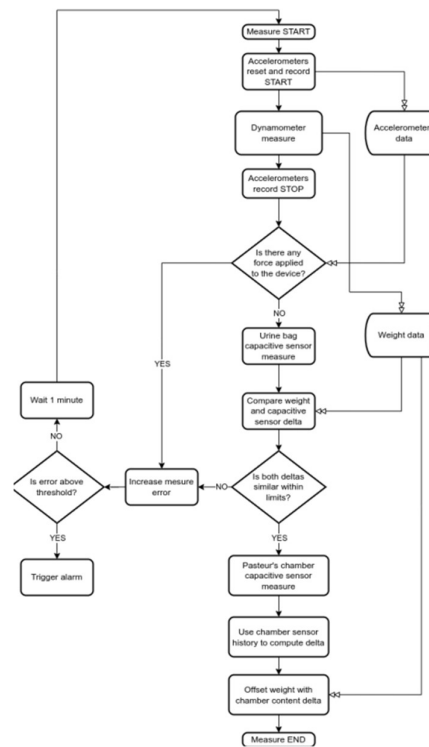 Measure START
Accelerometers
reset and record
START
Dynamometer
measure
Accelerometer
data
Accelerometers
record STOP
Is there any
force applied
to the device?
NO
YES
Urine bag
capacitive sensor
measure
Weight data
Wait 1 minute
Compare weight
and capacitive
sensor delta
NO
Is error above
threshold?
Increase mesure
error
NO
Is both deltas
similar within
limits?
YES
YES
Trigger alarm
Pasteur's chamber
capacitive sensor
measure
Use chamber sensor
history to compute delta
Offset weight with
chamber content delta
Measure END